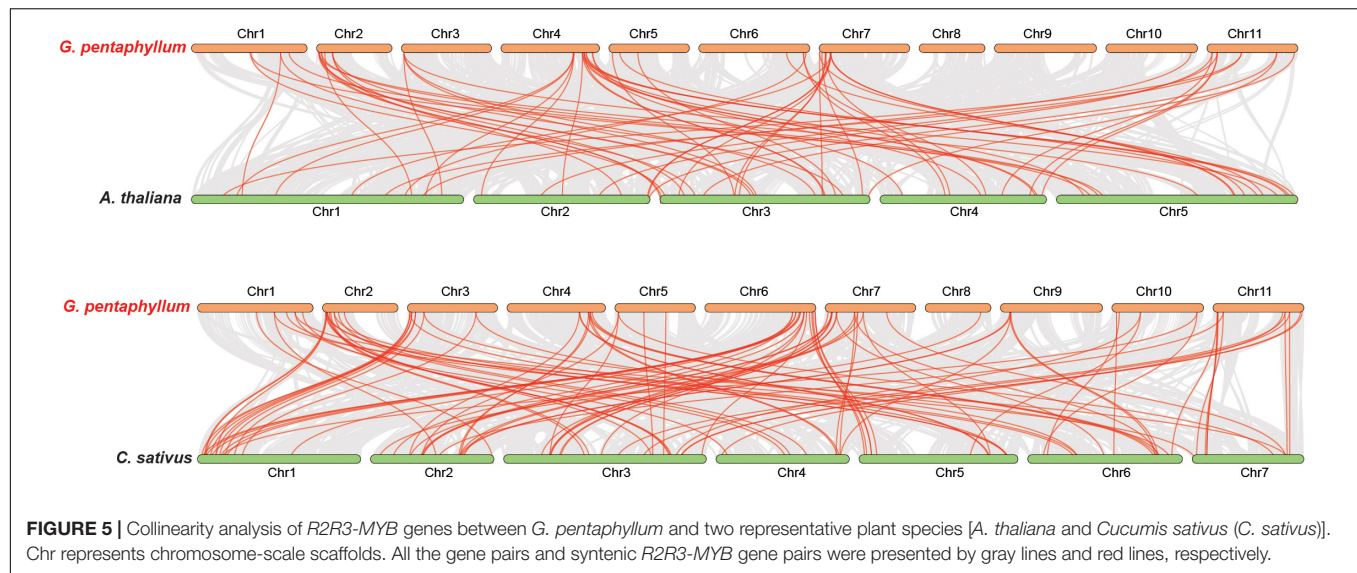 Chr1 Chr2 Chr3 Chr4 Chr5 Chr6 Chr7 Chr8 Chr9 Chr10 Chr11
G. pentaphyllum
A. thaliana
Chr1 Chr2 Chr3 Chr4 Chr5
Chr1 Chr2 Chr3 Chr4 Chr5 Chr6 Chr7 Chr8 Chr9 Chr10 Chr11
G. pentaphyllum
C. sativus
Chr1 Chr2 Chr3 Chr4 Chr5 Chr6 Chr7
FIGURE 5 | Collinearity analysis of R2R3-MYB genes between G. pentaphyllum and two representative plant species [A. thaliana and Cucumis sativus (C. sativus)].
Chr represents chromosome-scale scaffolds. All the gene pairs and syntenic R2R3-MYB gene pairs were presented by gray lines and red lines, respectively.